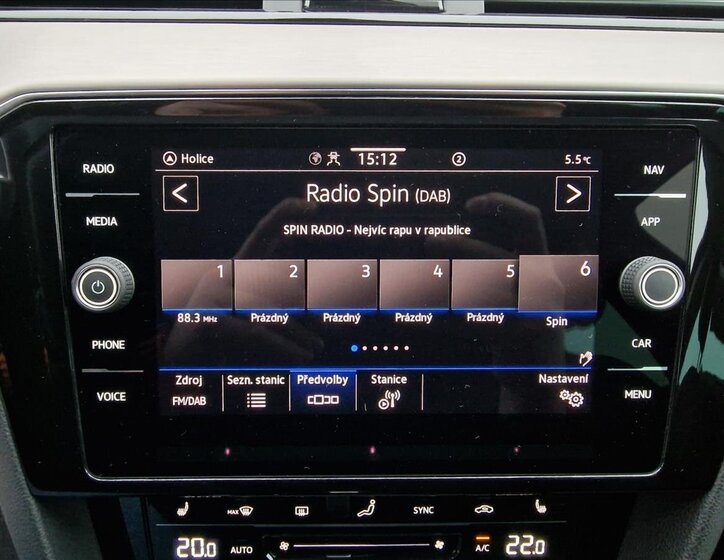 RADIO
MEDIA
PHONE
VOICE
Holice 15:12 2 5.5°C
Radio Spin (DAB)
SPIN RADIO - Nejvíc rapu v rapublice
1 2 3 4 5 6
88.3 MHz Prázdný Prázdný Prázdný Prázdný Spin
Zdroj Sezn. stanic Předvolby Stanice Nastavení
FM/DAB
NAV
APP
CAR
MENU
MAX SYNC
20.0 AUTO A/C 22.0